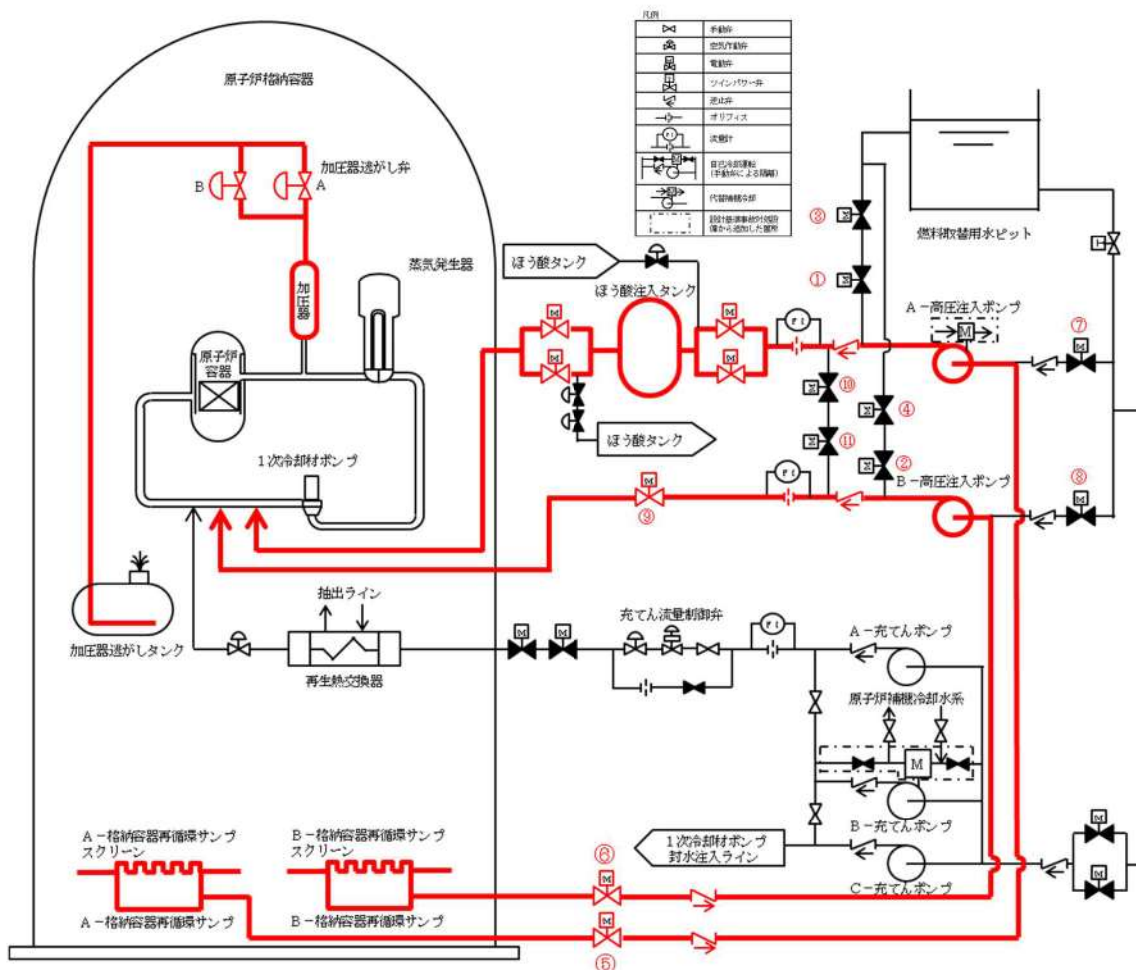 凡例
手動弁
空気作動弁
電動弁
ツインパワー弁
逆止弁
オリフィス
FI
流量計
M
自己冷却運転
(手動弁による隔離)
M
代替補機冷却
設計基準事故対処設
備から追加した箇所
原子炉格納容器
加圧器逃がし弁
B
A
蒸気発生器
加圧器
原子炉
容器
1次冷却材ポンプ
ほう酸タンク
ほう酸注入タンク
ほう酸タンク
燃料取替用水ピット
③
①
A-高圧注入ポンプ
⑦
⑩
④
⑪
②
B-高圧注入ポンプ
⑧
⑨
抽出ライン
再生熱交換器
加圧器逃がしタンク
充てん流量制御弁
A-充てんポンプ
原子炉補機冷却水系
M
B-充てんポンプ
1次冷却材ポンプ
封水注入ライン
C-充てんポンプ
A-格納容器再循環サンプ
スクリーン
B-格納容器再循環サンプ
スクリーン
⑥
A-格納容器再循環サンプ
B-格納容器再循環サンプ
⑤